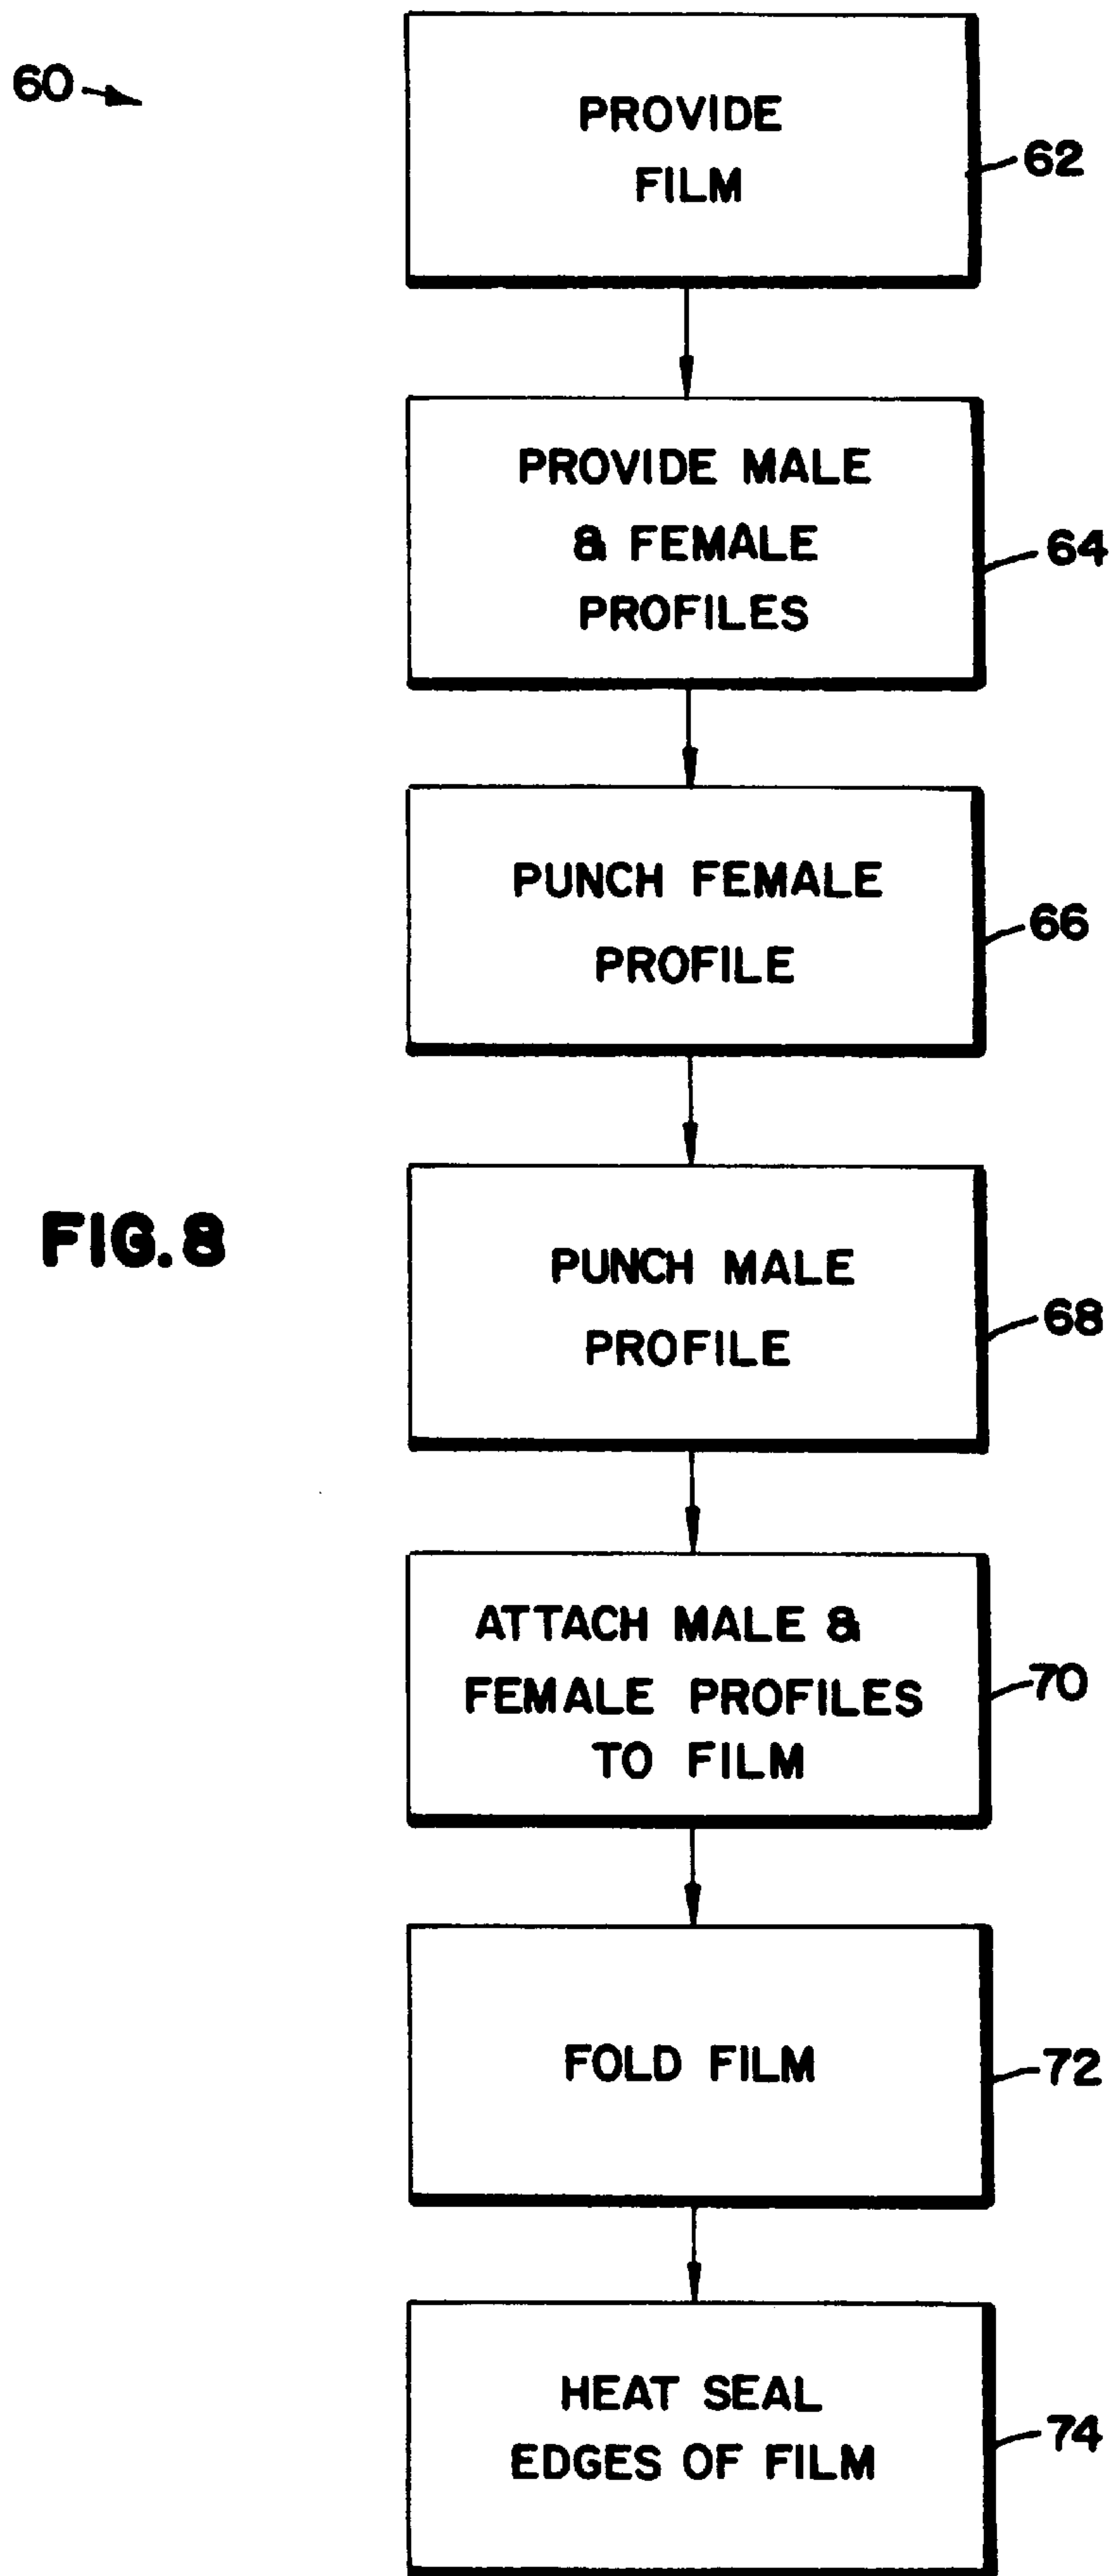 60
PROVIDE
FILM
62
PROVIDE MALE
& FEMALE
PROFILES
64
PUNCH FEMALE
PROFILE
66
FIG. 8
PUNCH MALE
PROFILE
68
ATTACH MALE &
FEMALE PROFILES
TO FILM
70
FOLD FILM
72
HEAT SEAL
EDGES OF FILM
74